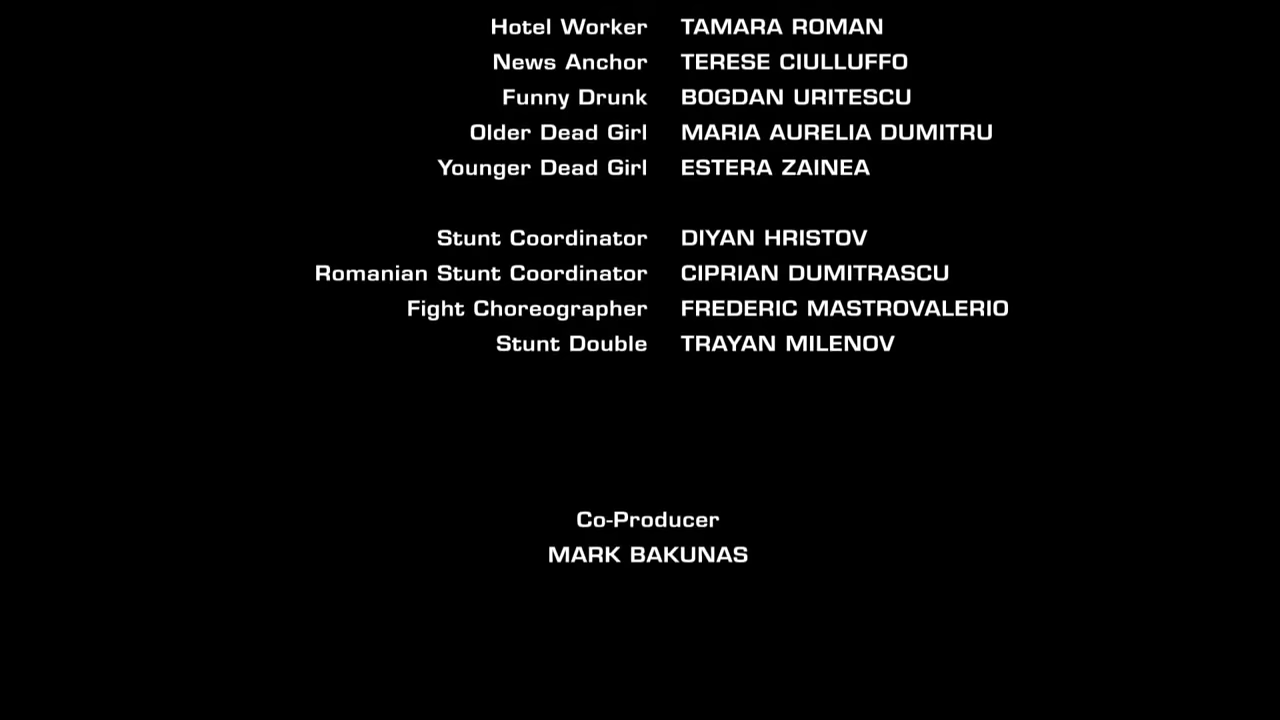 Hotel Worker TAMARA ROMAN
News Anchor TERESE CIULLUFFO
Funny Drunk BOGDAN URITESCU
Older Dead Girl MARIA AURELIA DUMITRU
Younger Dead Girl ESTERA ZAINEA
Stunt Coordinator DIYAN HRISTOV
Romanian Stunt Coordinator CIPRIAN DUMITRASCU
Fight Choreographer FREDERIC MASTROVALERIO
Stunt Double TRAYAN MILENOV
Co-Producer
MARK BAKUNAS